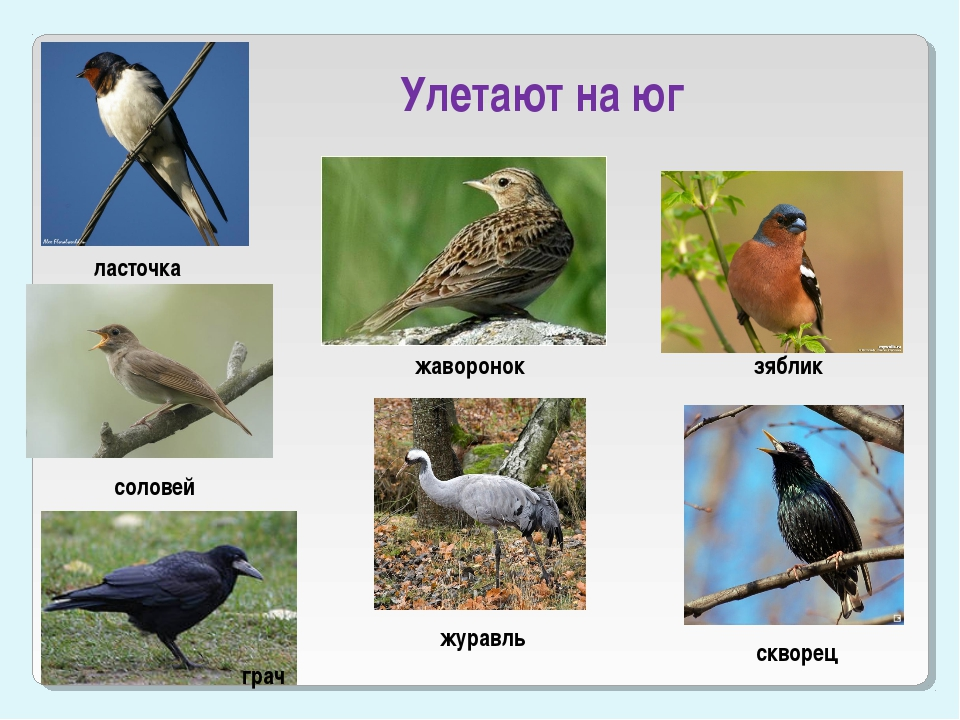 Улетают на юг
ласточка
жаворонок
зяблик
соловей
журавль
скворец
грач